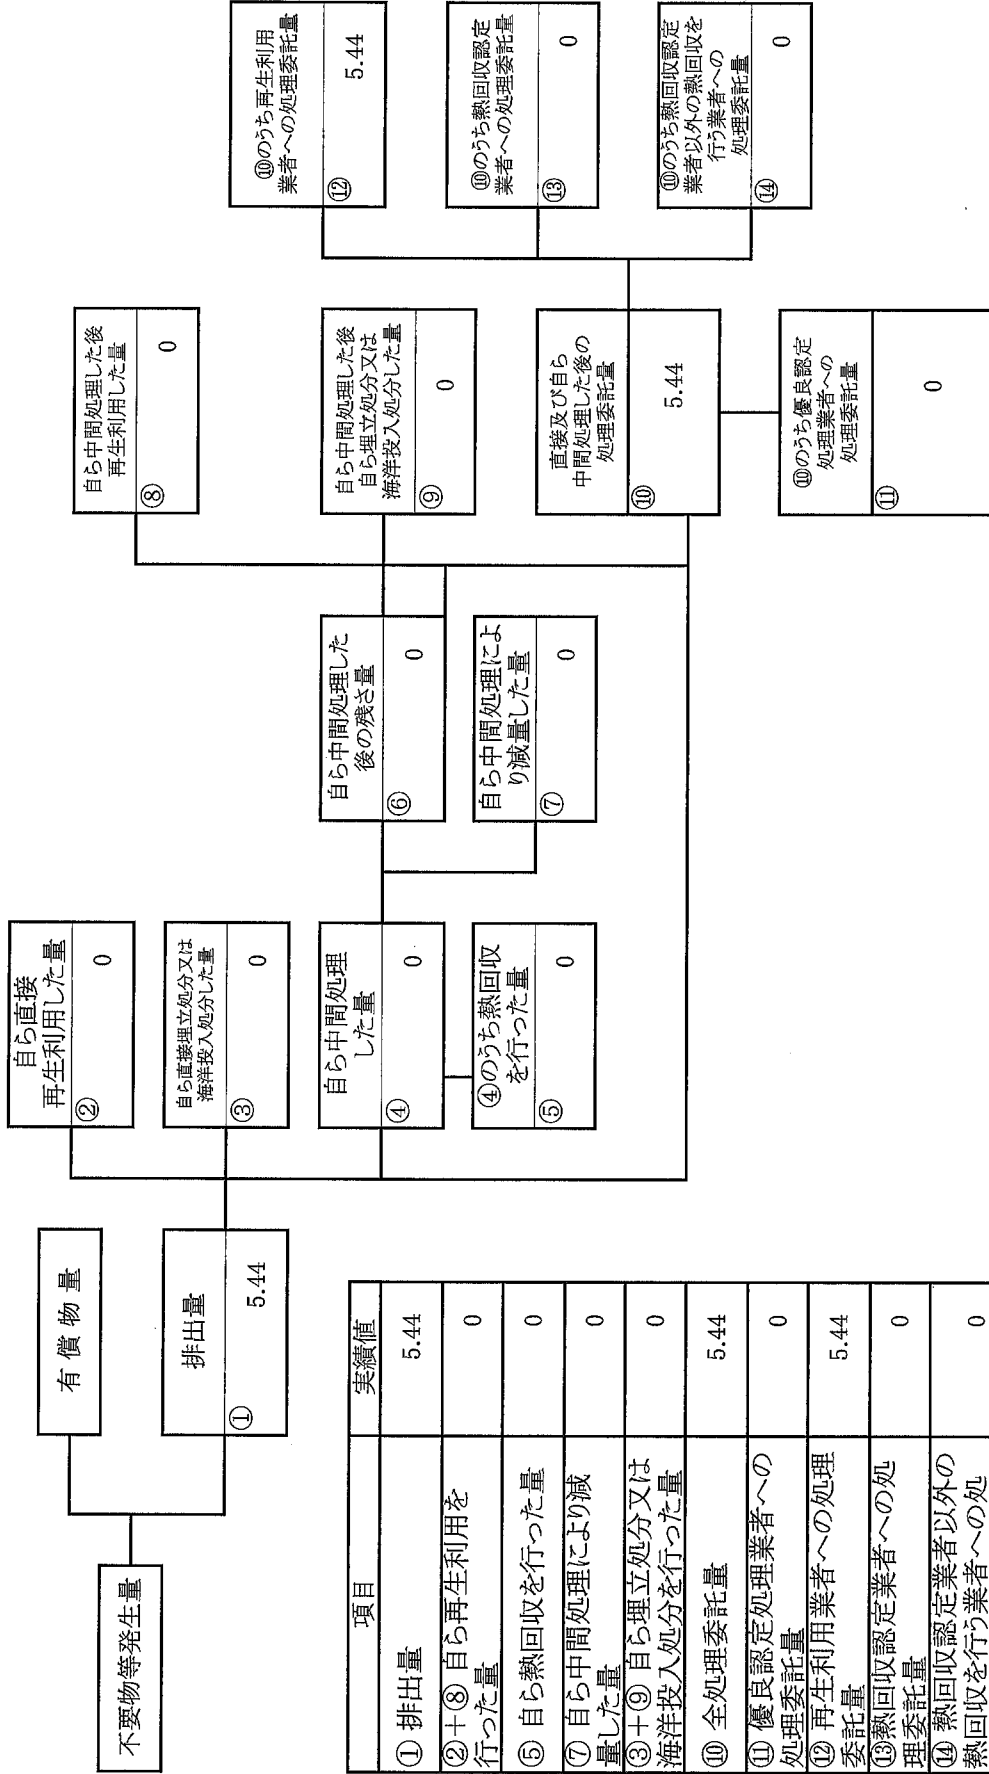 不要物等発生量
有償物量
排出量
① 5.44
自ら直接
再生利用した量
② 0
自ら直接埋立処分又は
海洋投入処分した量
③ 0
自ら中間処理
した量
④ 0
④のうち熱回収
を行った量
⑤ 0
自ら中間処理した
後の残さ量
⑥ 0
自ら中間処理によ
り減量した量
⑦ 0
自ら中間処理した後
再生利用した量
⑧ 0
自ら中間処理した後
自ら埋立処分又は
海洋投入処分した量
⑨ 0
直接及び自ら
中間処理した後の
処理委託量
⑩ 5.44
⑩のうち優良認定
処理業者への
処理委託量
⑪ 0
⑩のうち再生利用
業者への処理委託量
⑫ 5.44
⑩のうち熱回収認定
業者への処理委託量
⑬ 0
⑩のうち熱回収認定
業者以外の熱回収を
行う業者への
処理委託量
⑭ 0
項目 実績値
① 排出量 5.44
②+⑧ 自ら再生利用を
行った量 0
⑤ 自ら熱回収を行った量 0
⑦ 自ら中間処理により減
量した量 0
③+⑨ 自ら埋立処分又は
海洋投入処分を行った量 0
⑩ 全処理委託量 5.44
⑪ 優良認定処理業者への
処理委託量 0
⑫ 再生利用業者への処理
委託量 5.44
⑬熱回収認定業者への処
理委託量 0
⑭ 熱回収認定業者以外の
熱回収を行う業者への処 0